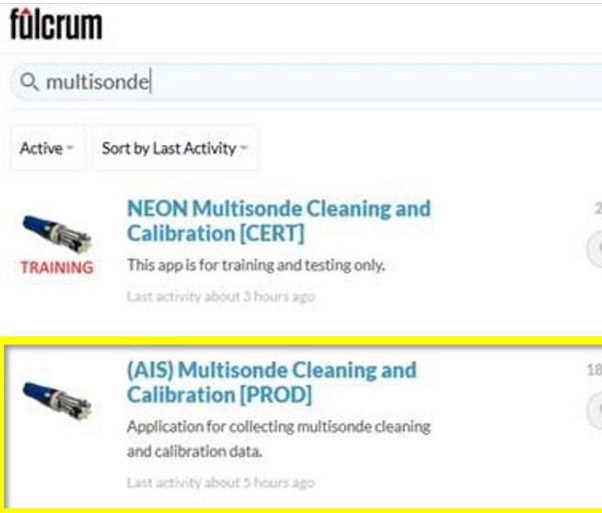 fulcrum
multisonde
Active
Sort by Last Activity
NEON Multisonde Cleaning and
Calibration [CERT]
TRAINING
This app is for training and testing only.
Last activity about 3 hours ago
(AIS) Multisonde Cleaning and
Calibration [PROD]
Application for collecting multisonde cleaning
and calibration data.
Last activity about 5 hours ago